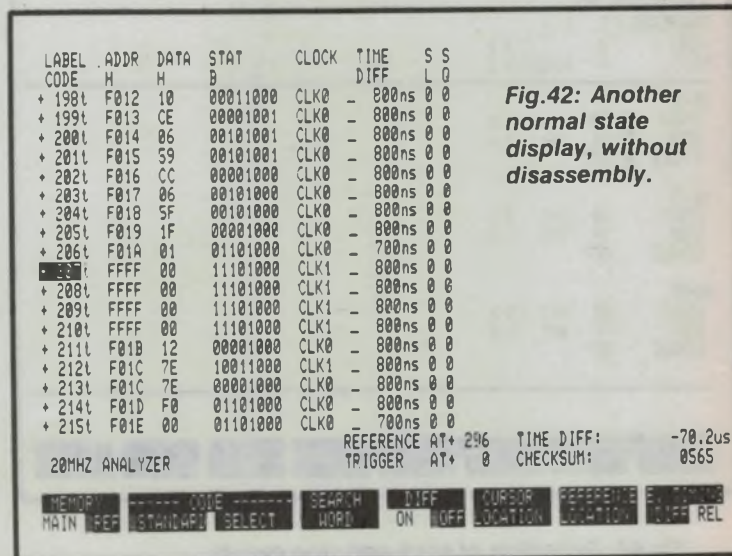 LABEL .ADDR DATA STAT CLOCK TIME S S
CODE H H B DIFF L Q
+ 198t F012 10 00011000 CLK0 _ 800ns 0 0
+ 199t F013 CE 00001001 CLK0 _ 800ns 0 0
+ 200t F014 06 00101001 CLK0 _ 800ns 0 0
+ 201t F015 59 00101001 CLK0 _ 800ns 0 0
+ 202t F016 CC 00001000 CLK0 _ 800ns 0 0
+ 203t F017 06 00101000 CLK0 _ 800ns 0 0
+ 204t F018 5F 00101000 CLK0 _ 800ns 0 0
+ 205t F019 1F 00001000 CLK0 _ 800ns 0 0
+ 206t F01A 01 01101000 CLK0 _ 700ns 0 0
207t FFFF 00 11101000 CLK1 _ 800ns 0 0
+ 208t FFFF 00 11101000 CLK1 _ 800ns 0 0
+ 209t FFFF 00 11101000 CLK1 _ 800ns 0 0
+ 210t FFFF 00 11101000 CLK1 _ 800ns 0 0
+ 211t F01B 12 00001000 CLK0 _ 800ns 0 0
+ 212t F01C 7E 10011000 CLK1 _ 800ns 0 0
+ 213t F01C 7E 00001000 CLK0 _ 800ns 0 0
+ 214t F01D F0 01101000 CLK0 _ 800ns 0 0
+ 215t F01E 00 01101000 CLK0 _ 700ns 0 0
REFERENCE AT+ 296 TIME DIFF: -70.2us
20MHZ ANALYZER TRIGGER AT+ 0 CHECKSUM: 0565
MEMORY ------ CODE ------- SEARCH DIFF CURSOR REFERENCE E. TIMING
MAIN REF STANDARD SELECT WORD ON OFF LOCATION LOCATION DIFF REL
Fig.42: Another
normal state
display, without
disassembly.